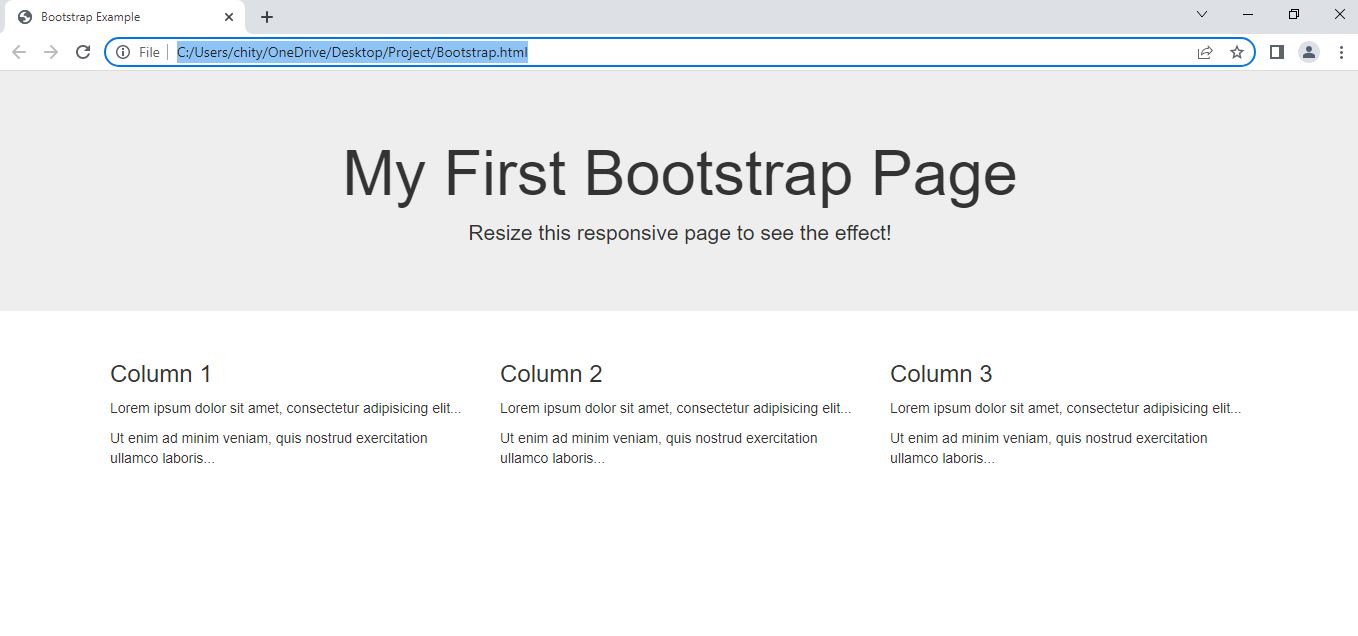 Bootstrap Example
File
C:/Users/chity/OneDrive/Desktop/Project/Bootstrap.html
My First Bootstrap Page
Resize this responsive page to see the effect!
Column 1
Lorem ipsum dolor sit amet, consectetur adipisicing elit...
Ut enim ad minim veniam, quis nostrud exercitation
ullamco laboris...
Column 2
Lorem ipsum dolor sit amet, consectetur adipisicing elit...
Ut enim ad minim veniam, quis nostrud exercitation
ullamco laboris...
Column 3
Lorem ipsum dolor sit amet, consectetur adipisicing elit...
Ut enim ad minim veniam, quis nostrud exercitation
ullamco laboris...